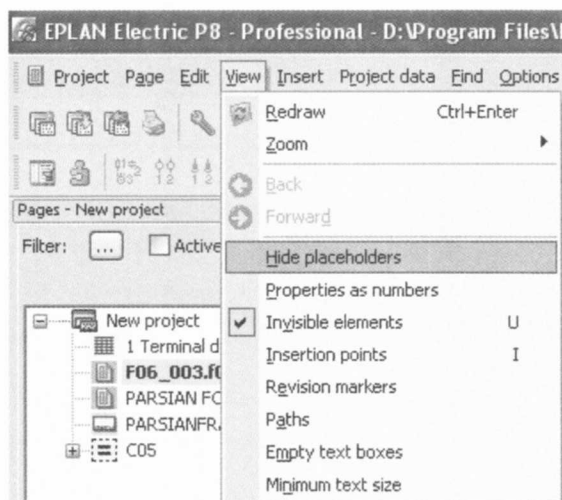 EPLAN Electric P8 - Professional - D:\Program Files\
Project Page Edit View Insert Project data Find Options
Redraw Ctrl+Enter
Zoom
Back
Forward
Pages - New project
Filter: ... Active
Hide placeholders
Properties as numbers
New project
Invisible elements U
1 Terminal d
Insertion points I
F06_003.f
Revision markers
PARSIAN FO
Paths
PARSIANFR
C05
Empty text boxes
Minimum text size